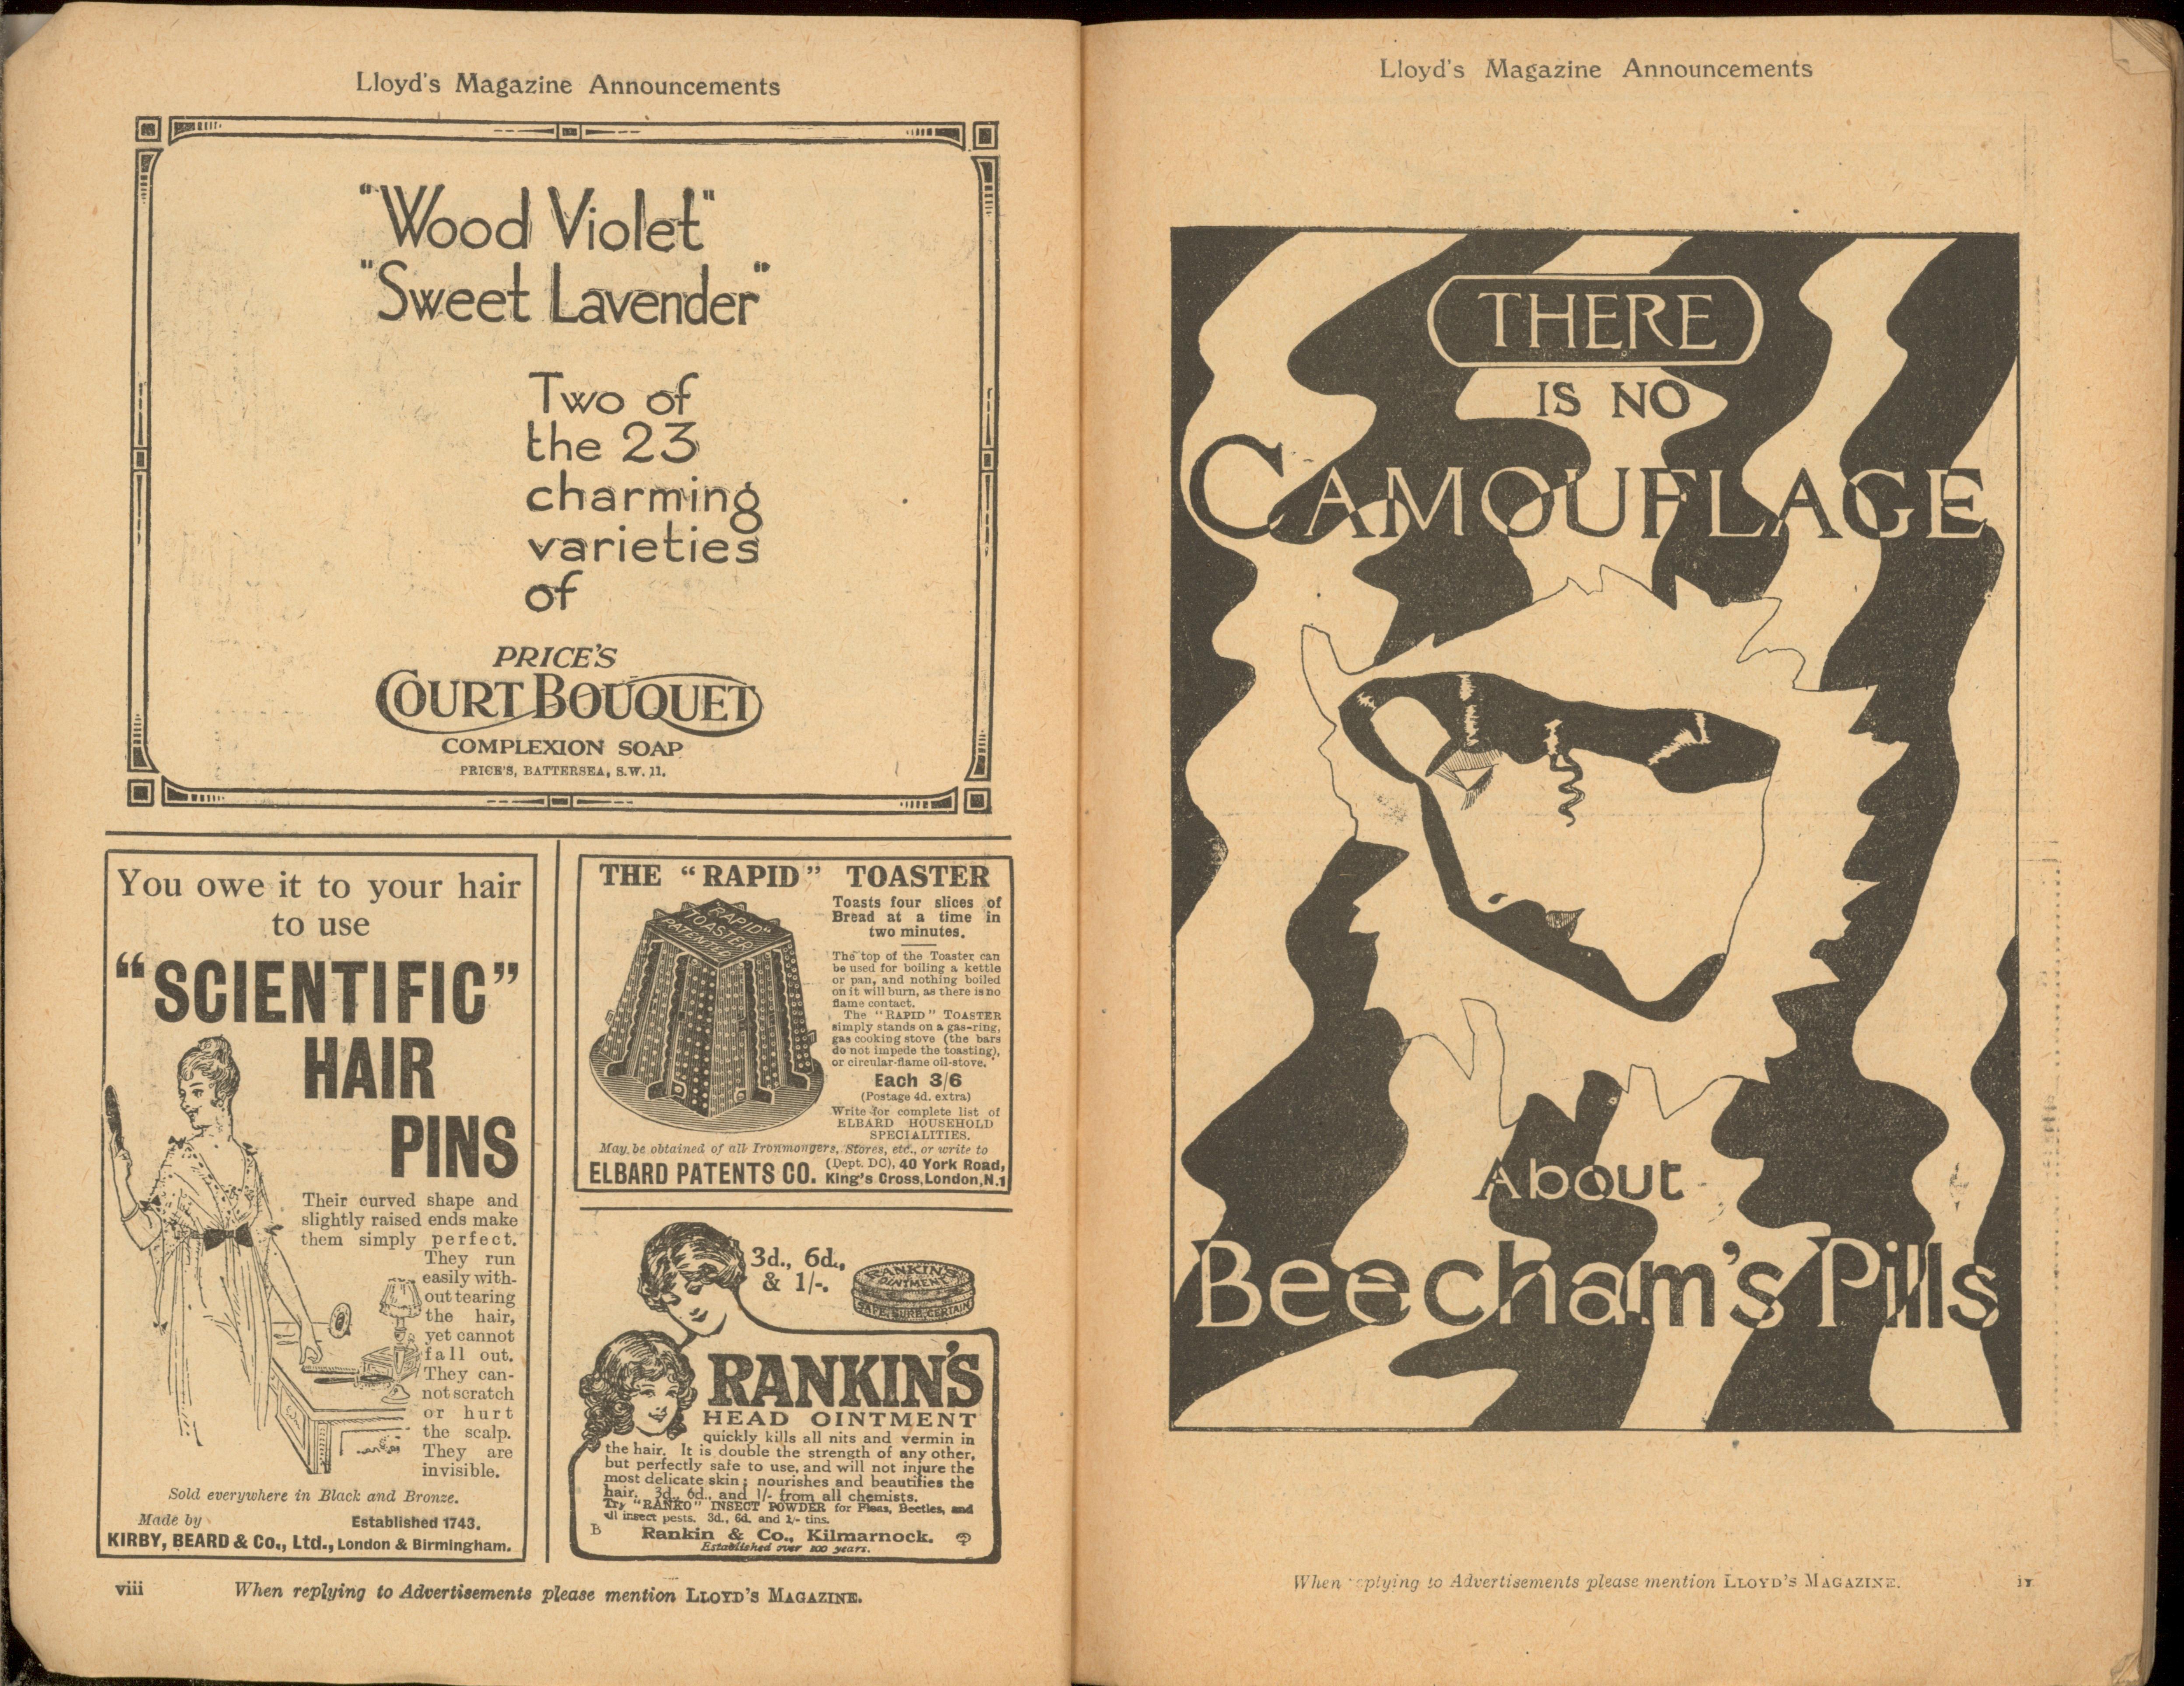 Lloyd's Magazine Announcements
"Wood Violet"
"Sweet Lavender"
Two of
the 23
charming
varieties
of
PRICE'S
COURT BOUQUET
COMPLEXION SOAP
PRICE'S, BATTERSEA, S.W. 11.
You owe it to your hair
to use
"SCIENTIFIC"
HAIR
PINS
Their curved shape and
slightly raised ends make
them simply perfect.
They run
easily with-
out tearing
the hair,
yet cannot
fall out.
They can-
not scratch
or hurt
the scalp.
They are
invisible.
Sold everywhere in Black and Bronze.
Made by Established 1743.
KIRBY, BEARD & Co., Ltd., London & Birmingham.
THE "RAPID" TOASTER
"RAPID"
TOASTER
PATENTED
Toasts four slices of
Bread at a time in
two minutes.
The top of the Toaster can
be used for boiling a kettle
or pan, and nothing boiled
on it will burn, as there is no
flame contact.
The "RAPID" TOASTER
simply stands on a gas-ring,
gas cooking stove (the bars
do not impede the toasting),
or circular-flame oil-stove.
Each 3/6
(Postage 4d. extra)
Write for complete list of
ELBARD HOUSEHOLD
SPECIALITIES.
May be obtained of all Ironmongers, Stores, etc., or write to
ELBARD PATENTS CO. (Dept. DC), 40 York Road,
King's Cross, London, N.1
3d., 6d.,
& 1/-.
RANKIN'S
OINTMENT
SAFE, SURE, CERTAIN
RANKIN'S
HEAD OINTMENT
quickly kills all nits and vermin in
the hair. It is double the strength of any other,
but perfectly safe to use, and will not injure the
most delicate skin; nourishes and beautifies the
hair. 3d., 6d., and 1/- from all chemists.
Try "RANKO" INSECT POWDER for Fleas, Beetles, and
all insect pests. 3d., 6d. and 1/- tins.
B Rankin & Co., Kilmarnock.
Established over 100 years.
viii When replying to Advertisements please mention LLOYD'S MAGAZINE.
Lloyd's Magazine Announcements
THERE
IS NO
CAMOUFLAGE
About
Beecham's Pills
When replying to Advertisements please mention LLOYD'S MAGAZINE. ix